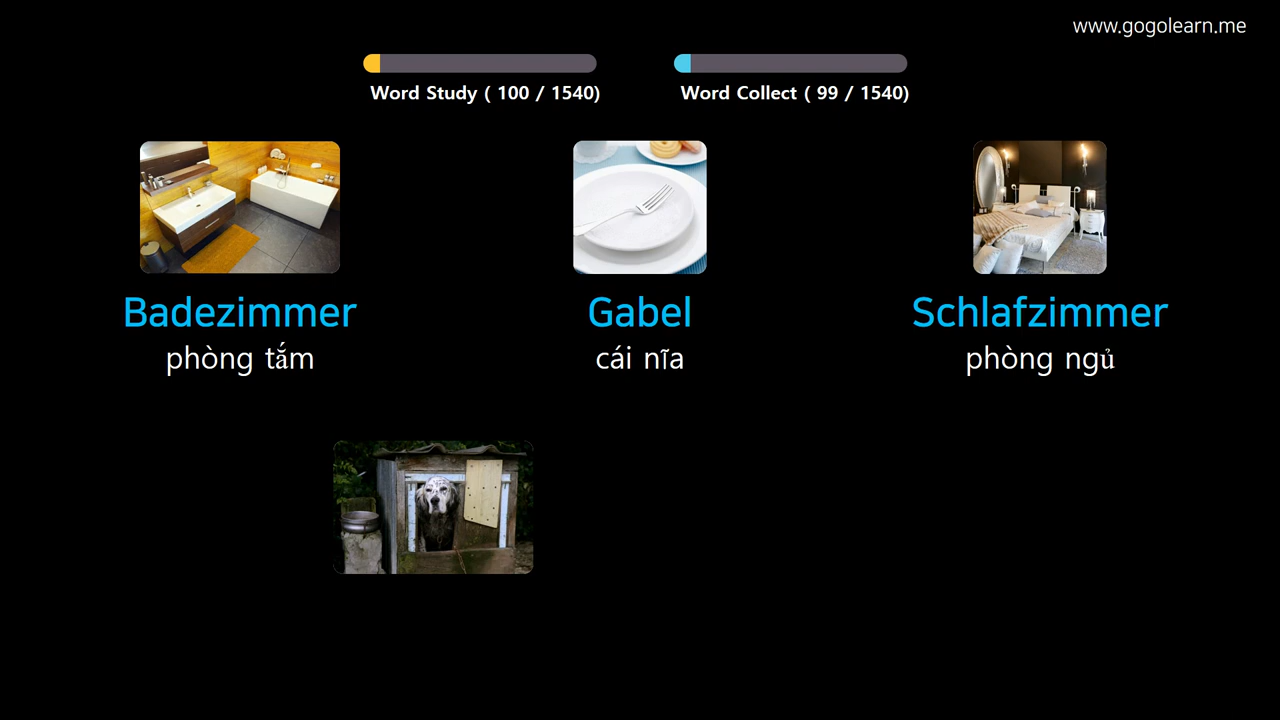 www.gogolearn.me
Word Study ( 100 / 1540)
Word Collect ( 99 / 1540)
Badezimmer
phòng tắm
Gabel
cái nĩa
Schlafzimmer
phòng ngủ